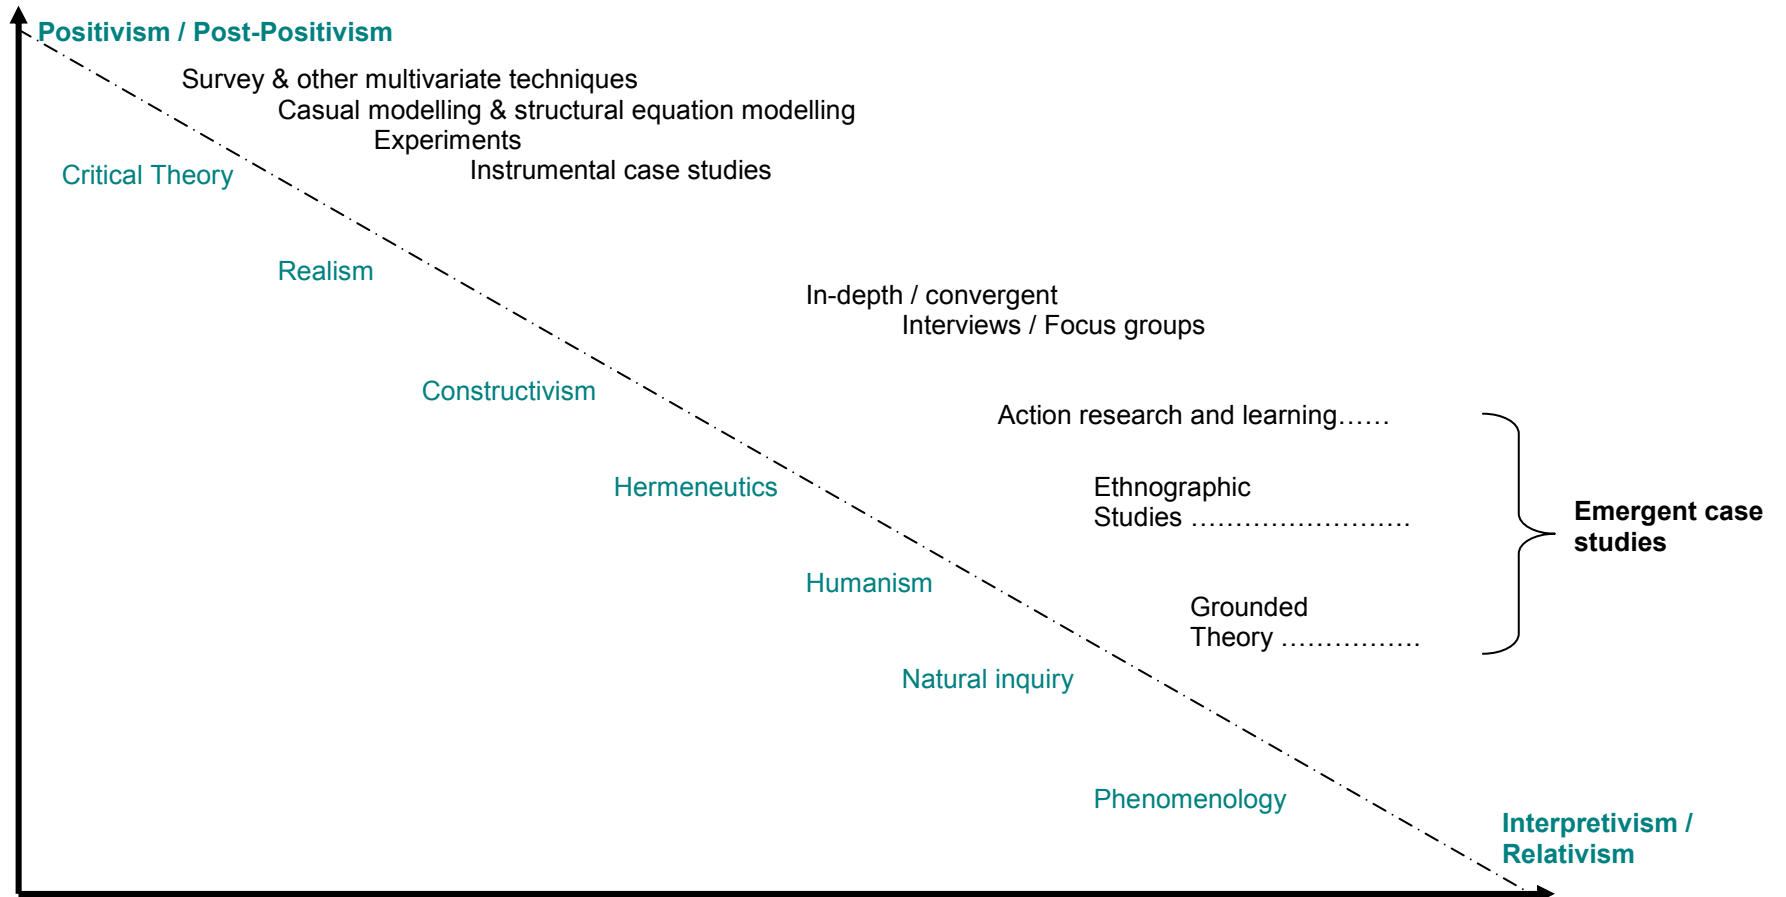 Positivism / Post-Positivism
Survey & other multivariate techniques
Casual modelling & structural equation modelling
Experiments
Instrumental case studies
Critical Theory
Realism
In-depth / convergent
Interviews / Focus groups
Constructivism
Action research and learning……
Hermeneutics
Ethnographic
Studies …………………….
Emergent case
studies
Humanism
Grounded
Theory …………….
Natural inquiry
Phenomenology
Interpretivism /
Relativism